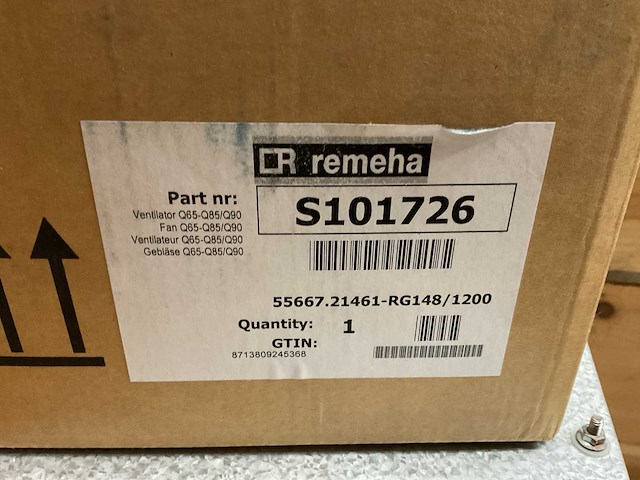 remeha
Part nr:
S101726
Ventilator Q65-Q85/Q90
Fan Q65-Q85/Q90
Ventilateur Q65-Q85/Q90
Gebläse Q65-Q85/Q90
55667.21461-RG148/1200
Quantity: 1
GTIN:
8713809245368